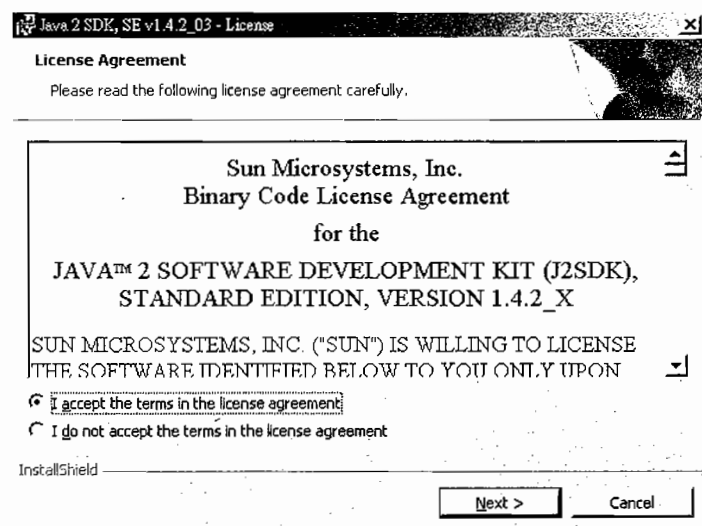 Java 2 SDK, SE v1.4.2_03 - License
License Agreement
Please read the following license agreement carefully.
Sun Microsystems, Inc.
Binary Code License Agreement
for the
JAVA™ 2 SOFTWARE DEVELOPMENT KIT (J2SDK),
STANDARD EDITION, VERSION 1.4.2_X
SUN MICROSYSTEMS, INC. ("SUN") IS WILLING TO LICENSE
THE SOFTWARE IDENTIFIED BELOW TO YOU ONLY UPON
I accept the terms in the license agreement
I do not accept the terms in the license agreement
InstallShield
Next >
Cancel